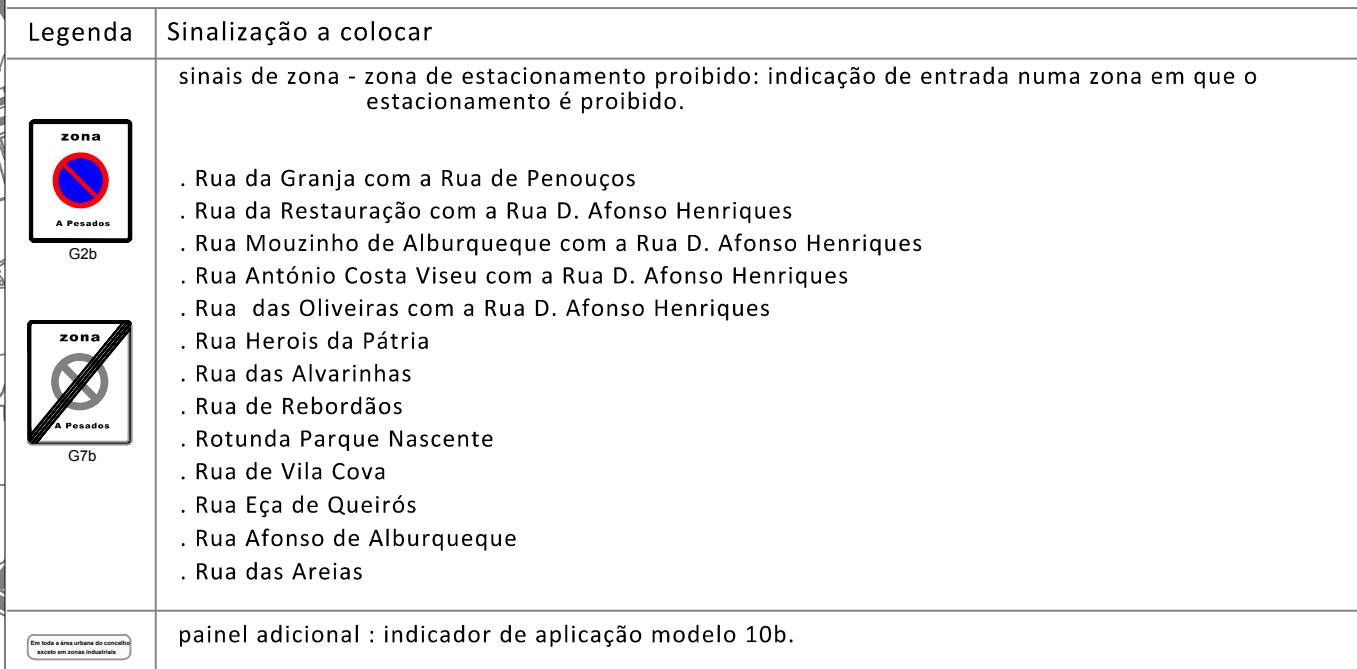 Legenda
Sinalização a colocar
sinais de zona - zona de estacionamento proibido: indicação de entrada numa zona em que o
estacionamento é proibido.
zona
A Pesados
G2b
zona
A Pesados
G7b
. Rua da Granja com a Rua de Penouços
. Rua da Restauração com a Rua D. Afonso Henriques
. Rua Mouzinho de Alburqueque com a Rua D. Afonso Henriques
. Rua António Costa Viseu com a Rua D. Afonso Henriques
. Rua  das Oliveiras com a Rua D. Afonso Henriques
. Rua Herois da Pátria
. Rua das Alvarinhas
. Rua de Rebordãos
. Rotunda Parque Nascente
. Rua de Vila Cova
. Rua Eça de Queirós
. Rua Afonso de Alburqueque
. Rua das Areias
Em toda a área urbana do concelho
exceto em zonas industriais
painel adicional : indicador de aplicação modelo 10b.